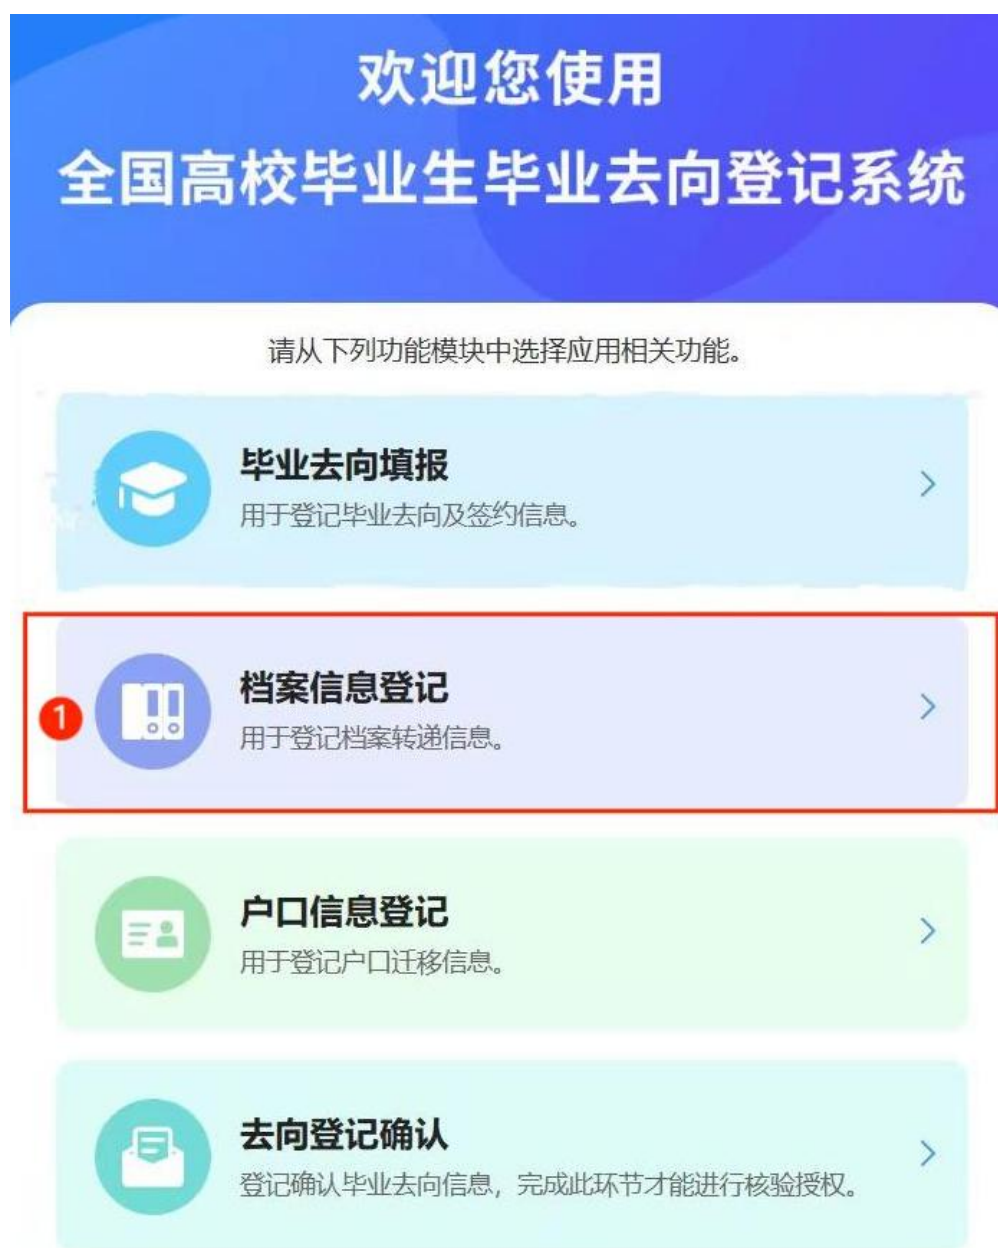 欢迎您使用
全国高校毕业生毕业去向登记系统
请从下列功能模块中选择应用相关功能。
毕业去向填报
用于登记毕业去向及签约信息。
1
档案信息登记
用于登记档案转递信息。
户口信息登记
用于登记户口迁移信息。
去向登记确认
登记确认毕业去向信息，完成此环节才能进行核验授权。